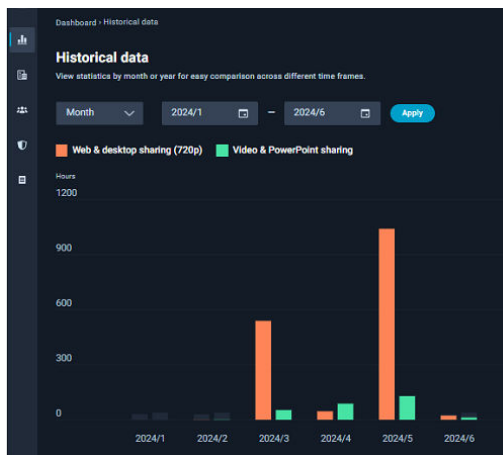 Dashboard › Historical data
Historical data
View statistics by month or year for easy comparison across different time frames.
Month 2024/1 – 2024/6 Apply
Web & desktop sharing (720p) Video & PowerPoint sharing
Hours
1200
900
600
300
0
2024/1 2024/2 2024/3 2024/4 2024/5 2024/6